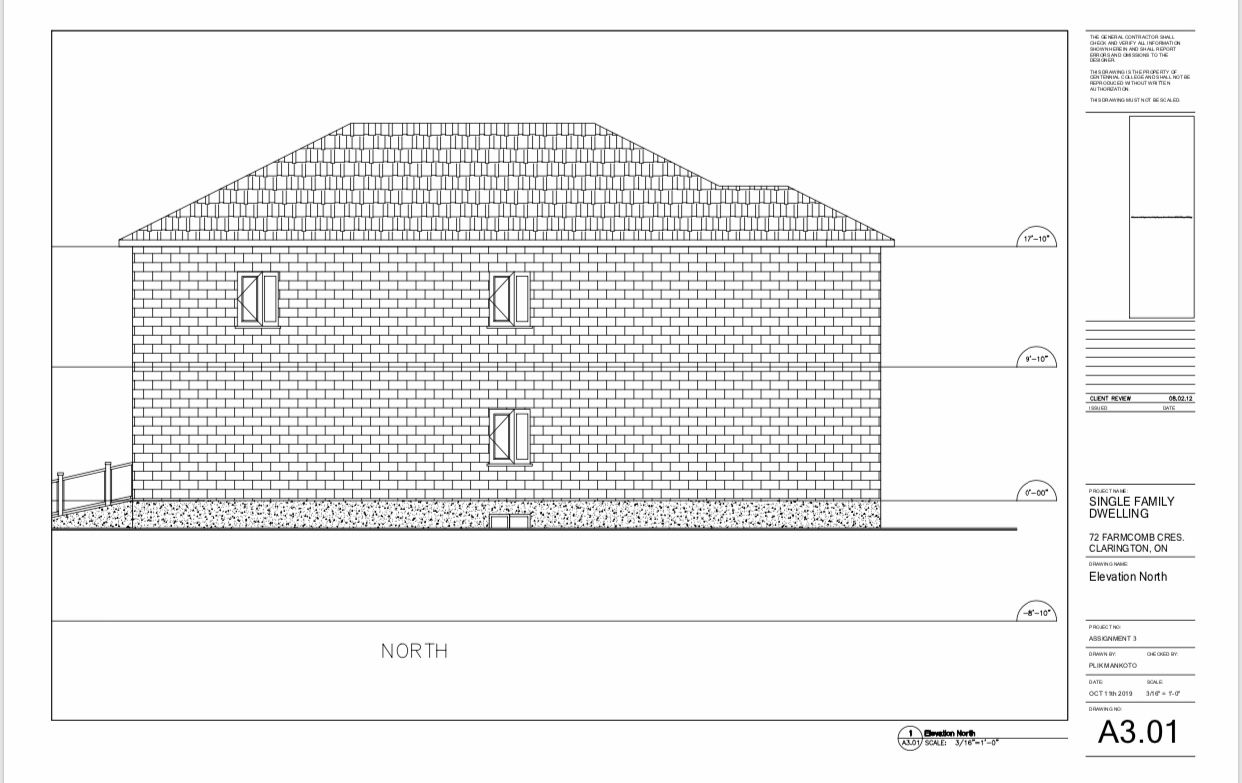 THE GENERAL CONTRACTOR SHALL
CHECK AND VERIFY ALL INFORMATION
SHOWN HEREIN AND SHALL REPORT
ERRORS AND OMISSIONS TO THE
DESIGNER.
THIS DRAWING IS THE PROPERTY OF
CENTENNIAL COLLEGE AND SHALL NOT BE
REPRODUCED WITHOUT WRITTEN
AUTHORIZATION.
THIS DRAWING MUST NOT BE SCALED.
17'-10"
9'-10"
0'-00"
-8'-10"
NORTH
1 Elevation North
A3.01 SCALE: 3/16"=1'-0"
CLIENT REVIEW 08.02.12
ISSUED DATE
PROJECT NAME:
SINGLE FAMILY
DWELLING
72 FARMCOMB CRES.
CLARINGTON, ON
DRAWING NAME:
Elevation North
PROJECT NO:
ASSIGNMENT 3
DRAWN BY: CHECKED BY:
PLIK MANKOTO
DATE: SCALE:
OCT 11th 2019 3/16" = 1'-0"
DRAWING NO:
A3.01